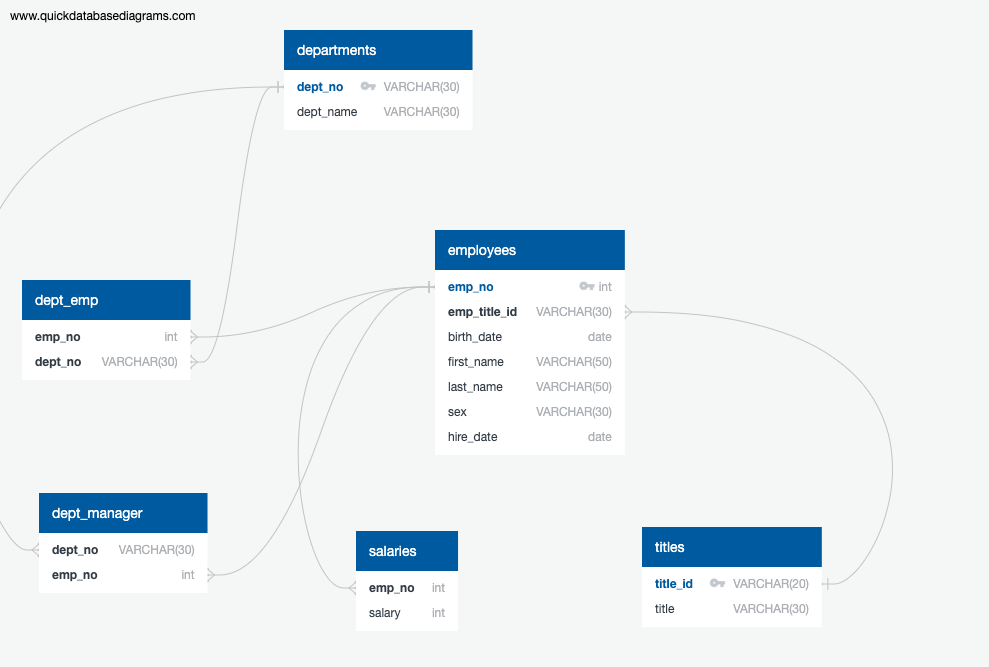 www.quickdatabasediagrams.com
departments
dept_no VARCHAR(30)
dept_name VARCHAR(30)
employees
emp_no int
emp_title_id VARCHAR(30)
birth_date date
first_name VARCHAR(50)
last_name VARCHAR(50)
sex VARCHAR(30)
hire_date date
dept_emp
emp_no int
dept_no VARCHAR(30)
dept_manager
dept_no VARCHAR(30)
emp_no int
salaries
emp_no int
salary int
titles
title_id VARCHAR(20)
title VARCHAR(30)